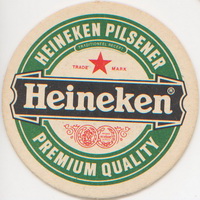 HEINEKEN PILSENER
TRADE MARK
Heineken®
PREMIUM QUALITY